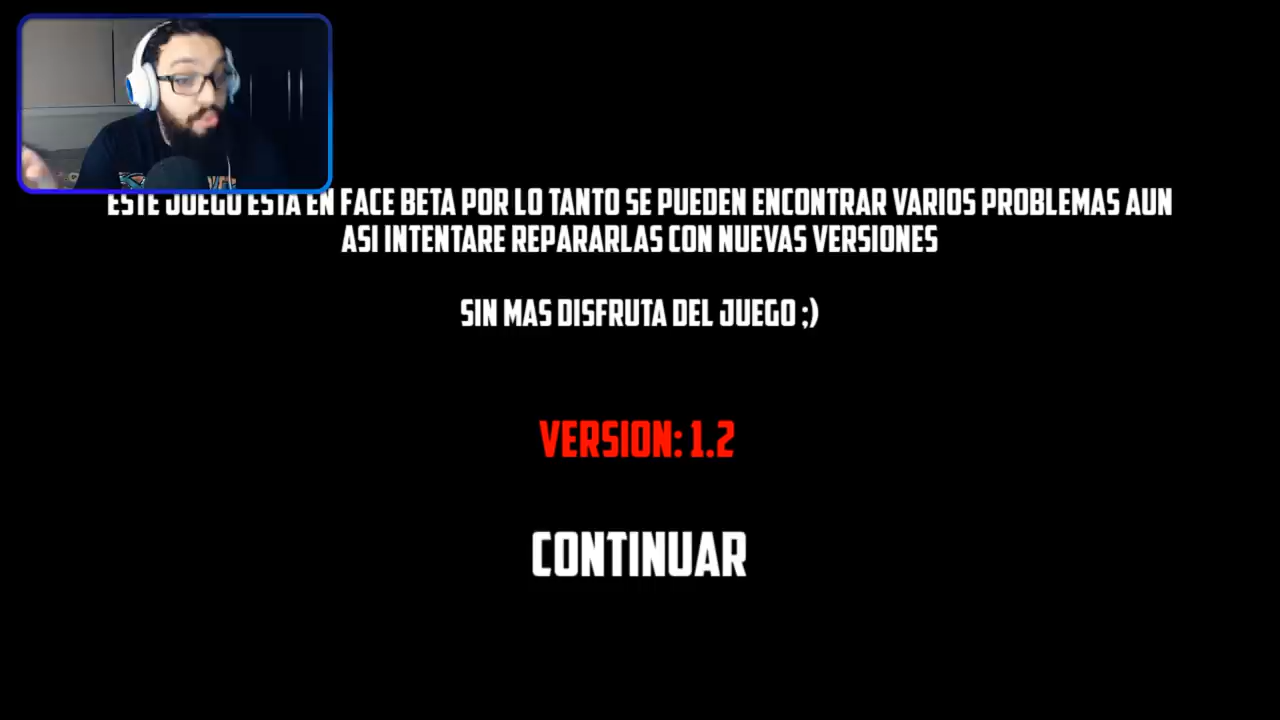 ESTE JUEGO ESTA EN FACE BETA POR LO TANTO SE PUEDEN ENCONTRAR VARIOS PROBLEMAS AUN
ASI INTENTARE REPARARLAS CON NUEVAS VERSIONES
SIN MAS DISFRUTA DEL JUEGO ;)
VERSION: 1.2
CONTINUAR